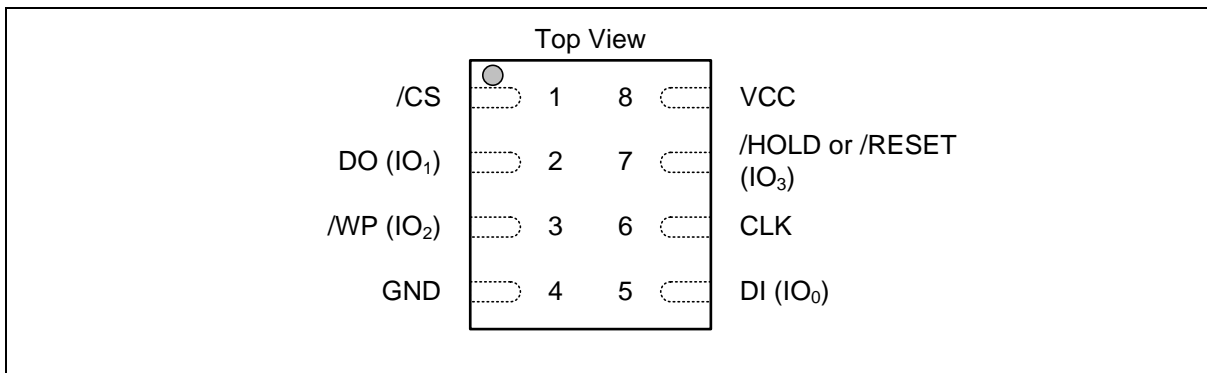 Top View
/CS 1 8 VCC
DO (IO₁) 2 7 /HOLD or /RESET
(IO₃)
/WP (IO₂) 3 6 CLK
GND 4 5 DI (IO₀)